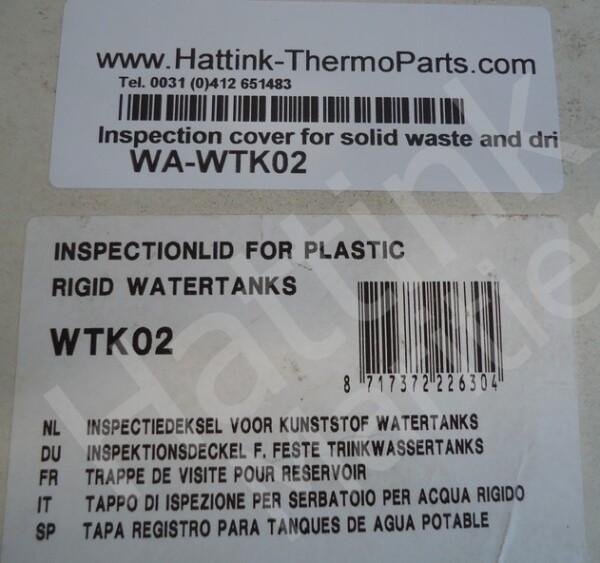 www.Hattink-ThermoParts.com
Tel. 0031 (0)412 651483
Inspection cover for solid waste and dri
WA-WTK02
INSPECTIONLID FOR PLASTIC
RIGID WATERTANKS
WTK02
8 717372 226304
NL INSPECTIEDEKSEL VOOR KUNSTSTOF WATERTANKS
DU INSPEKTIONSDECKEL F. FESTE TRINKWASSERTANKS
FR TRAPPE DE VISITE POUR RESERVOIR
IT TAPPO DI ISPEZIONE PER SERBATOIO PER ACQUA RIGIDO
SP TAPA REGISTRO PARA TANQUES DE AGUA POTABLE
Hattink